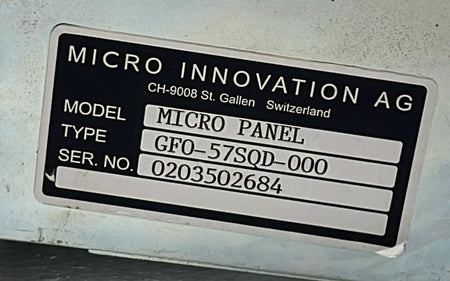 MICRO INNOVATION AG
CH-9008 St. Gallen Switzerland
MODEL MICRO PANEL
TYPE GFO-57SQD-000
SER. NO. 0203502684